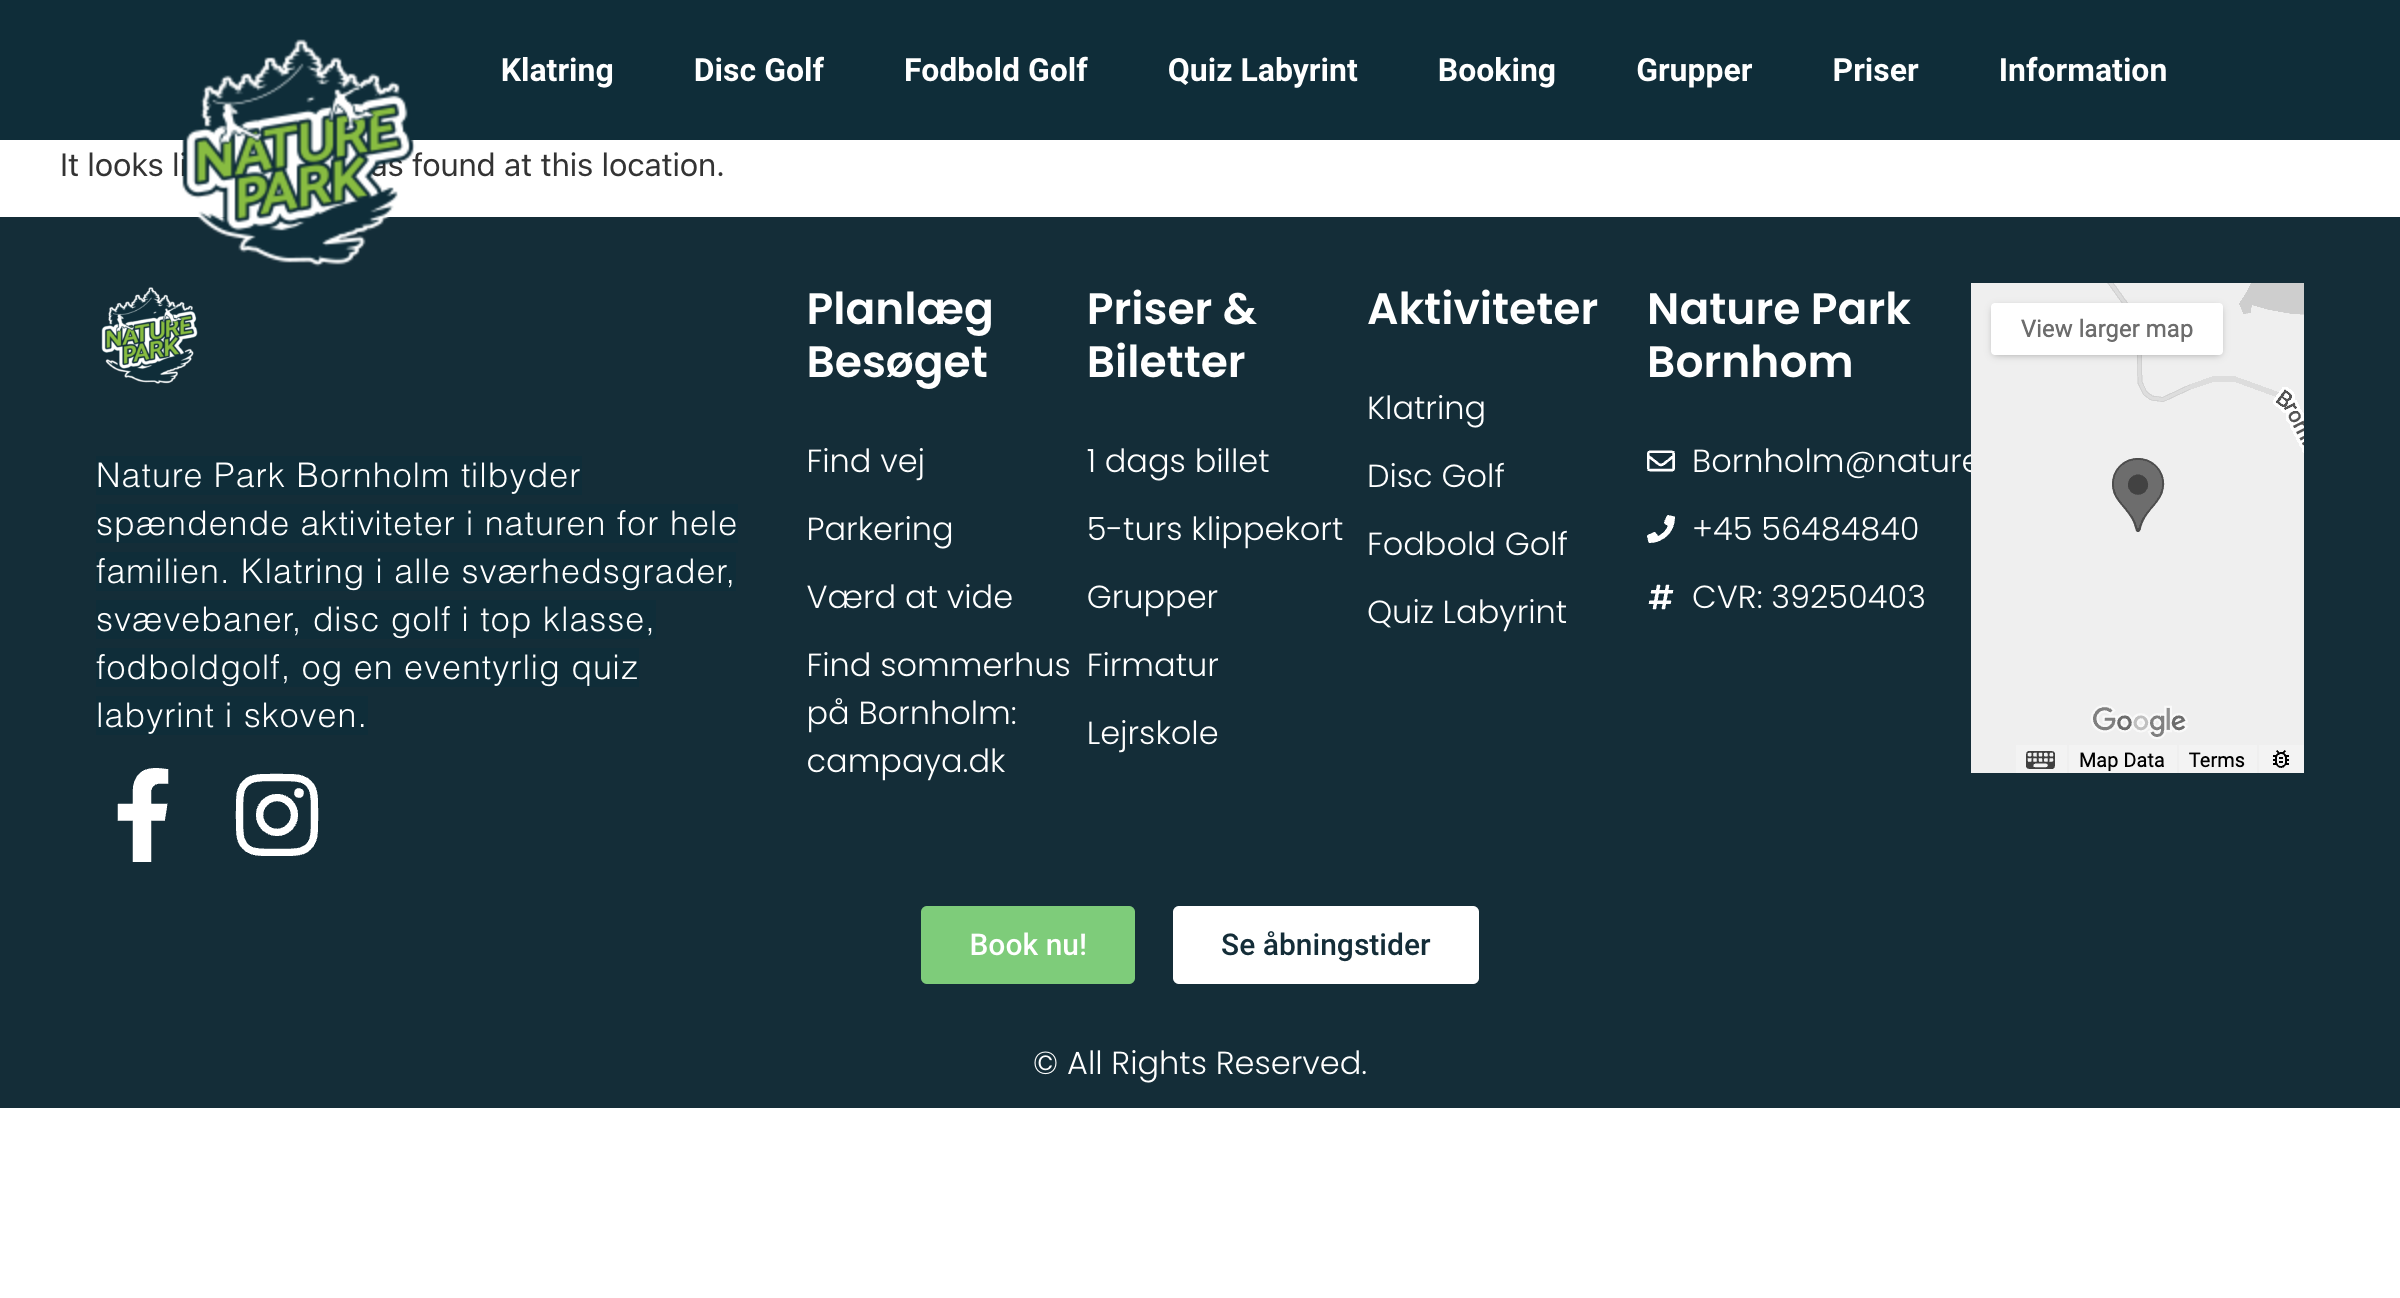 Klatring
Disc Golf
Fodbold Golf
Quiz Labyrint
Booking
Grupper
Priser
Information
NATURE
PARK
It looks found at this location.
NATURE
PARK
Nature Park Bornholm tilbyder
spændende aktiviteter i naturen for hele
familien. Klatring i alle sværhedsgrader,
svævebaner, disc golf i top klasse,
fodboldgolf, og en eventyrlig quiz
labyrint i skoven.
Planlæg
Besøget
Find vej
Parkering
Værd at vide
Find sommerhus
på Bornholm:
campaya.dk
Priser &
Biletter
1 dags billet
5-turs klippekort
Grupper
Firmatur
Lejrskole
Aktiviteter
Klatring
Disc Golf
Fodbold Golf
Quiz Labyrint
Nature Park
Bornhom
Bornholm@nature
+45 56484840
# CVR: 39250403
View larger map
Google
Map Data
Terms
Book nu!
Se åbningstider
© All Rights Reserved.